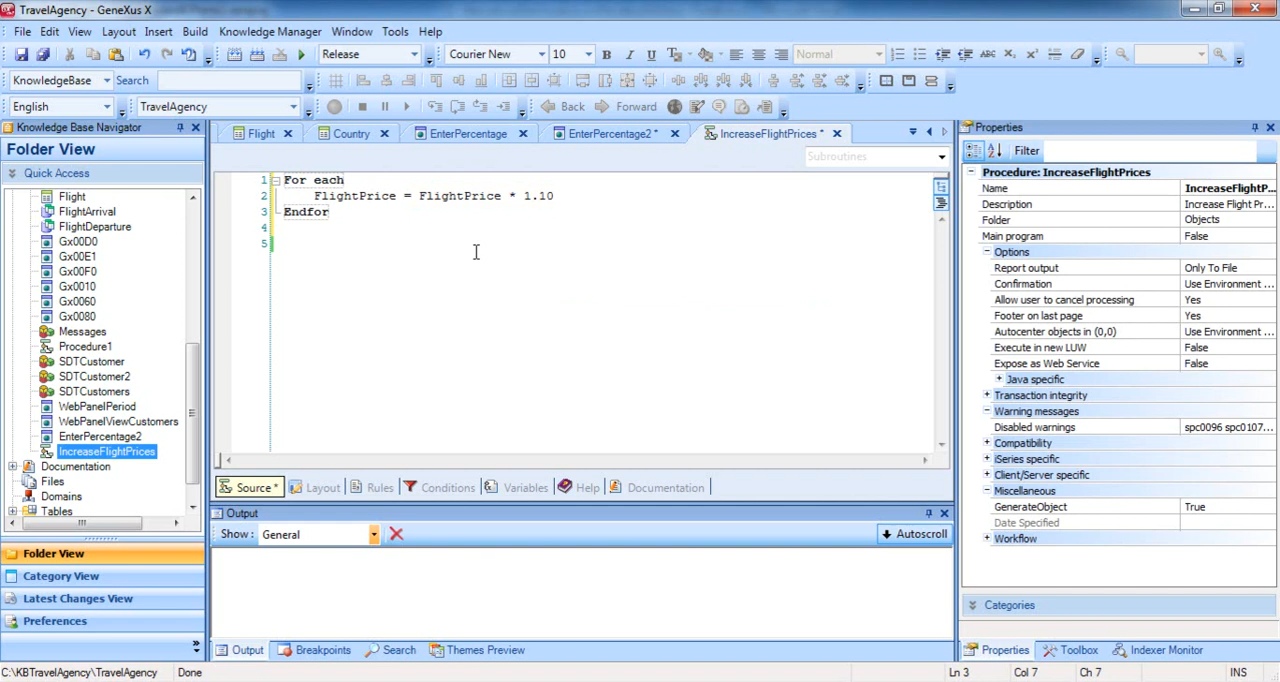 TravelAgency - GeneXus X
File Edit View Layout Insert Build Knowledge Manager Window Tools Help
Release Courier New 10 B I U T Normal ABC
KnowledgeBase Search
English TravelAgency Back Forward
Knowledge Base Navigator
Folder View
Quick Access
Flight
FlightArrival
FlightDeparture
Gx00D0
Gx00E1
Gx00F0
Gx0010
Gx0060
Gx0080
Messages
Procedure1
SDTCustomer
SDTCustomer2
SDTCustomers
WebPanelPeriod
WebPanelViewCustomers
EnterPercentage2
IncreaseFlightPrices
Documentation
Files
Domains
Tables
Folder View
Category View
Latest Changes View
Preferences
Flight Country EnterPercentage EnterPercentage2 * IncreaseFlightPrices *
Subroutines
1 For each
2 FlightPrice = FlightPrice * 1.10
3 Endfor
4
5
Source * Layout Rules Conditions Variables Help Documentation
Output
Show : General Autoscroll
Output Breakpoints Search Themes Preview
Properties
Filter
Procedure: IncreaseFlightPrices
Name IncreaseFlightP...
Description Increase Flight Pr...
Folder Objects
Main program False
Options
Report output Only To File
Confirmation Use Environment ...
Allow user to cancel processing Yes
Footer on last page Yes
Autocenter objects in (0,0) Use Environment ...
Execute in new LUW False
Expose as Web Service False
Java specific
Transaction integrity
Warning messages
Disabled warnings spc0096 spc0107...
Compatibility
iSeries specific
Client/Server specific
Miscellaneous
GenerateObject True
Date Specified
Workflow
Categories
Properties Toolbox Indexer Monitor
C:\KBTravelAgency\TravelAgency Done Ln 3 Col 7 Ch 7 INS